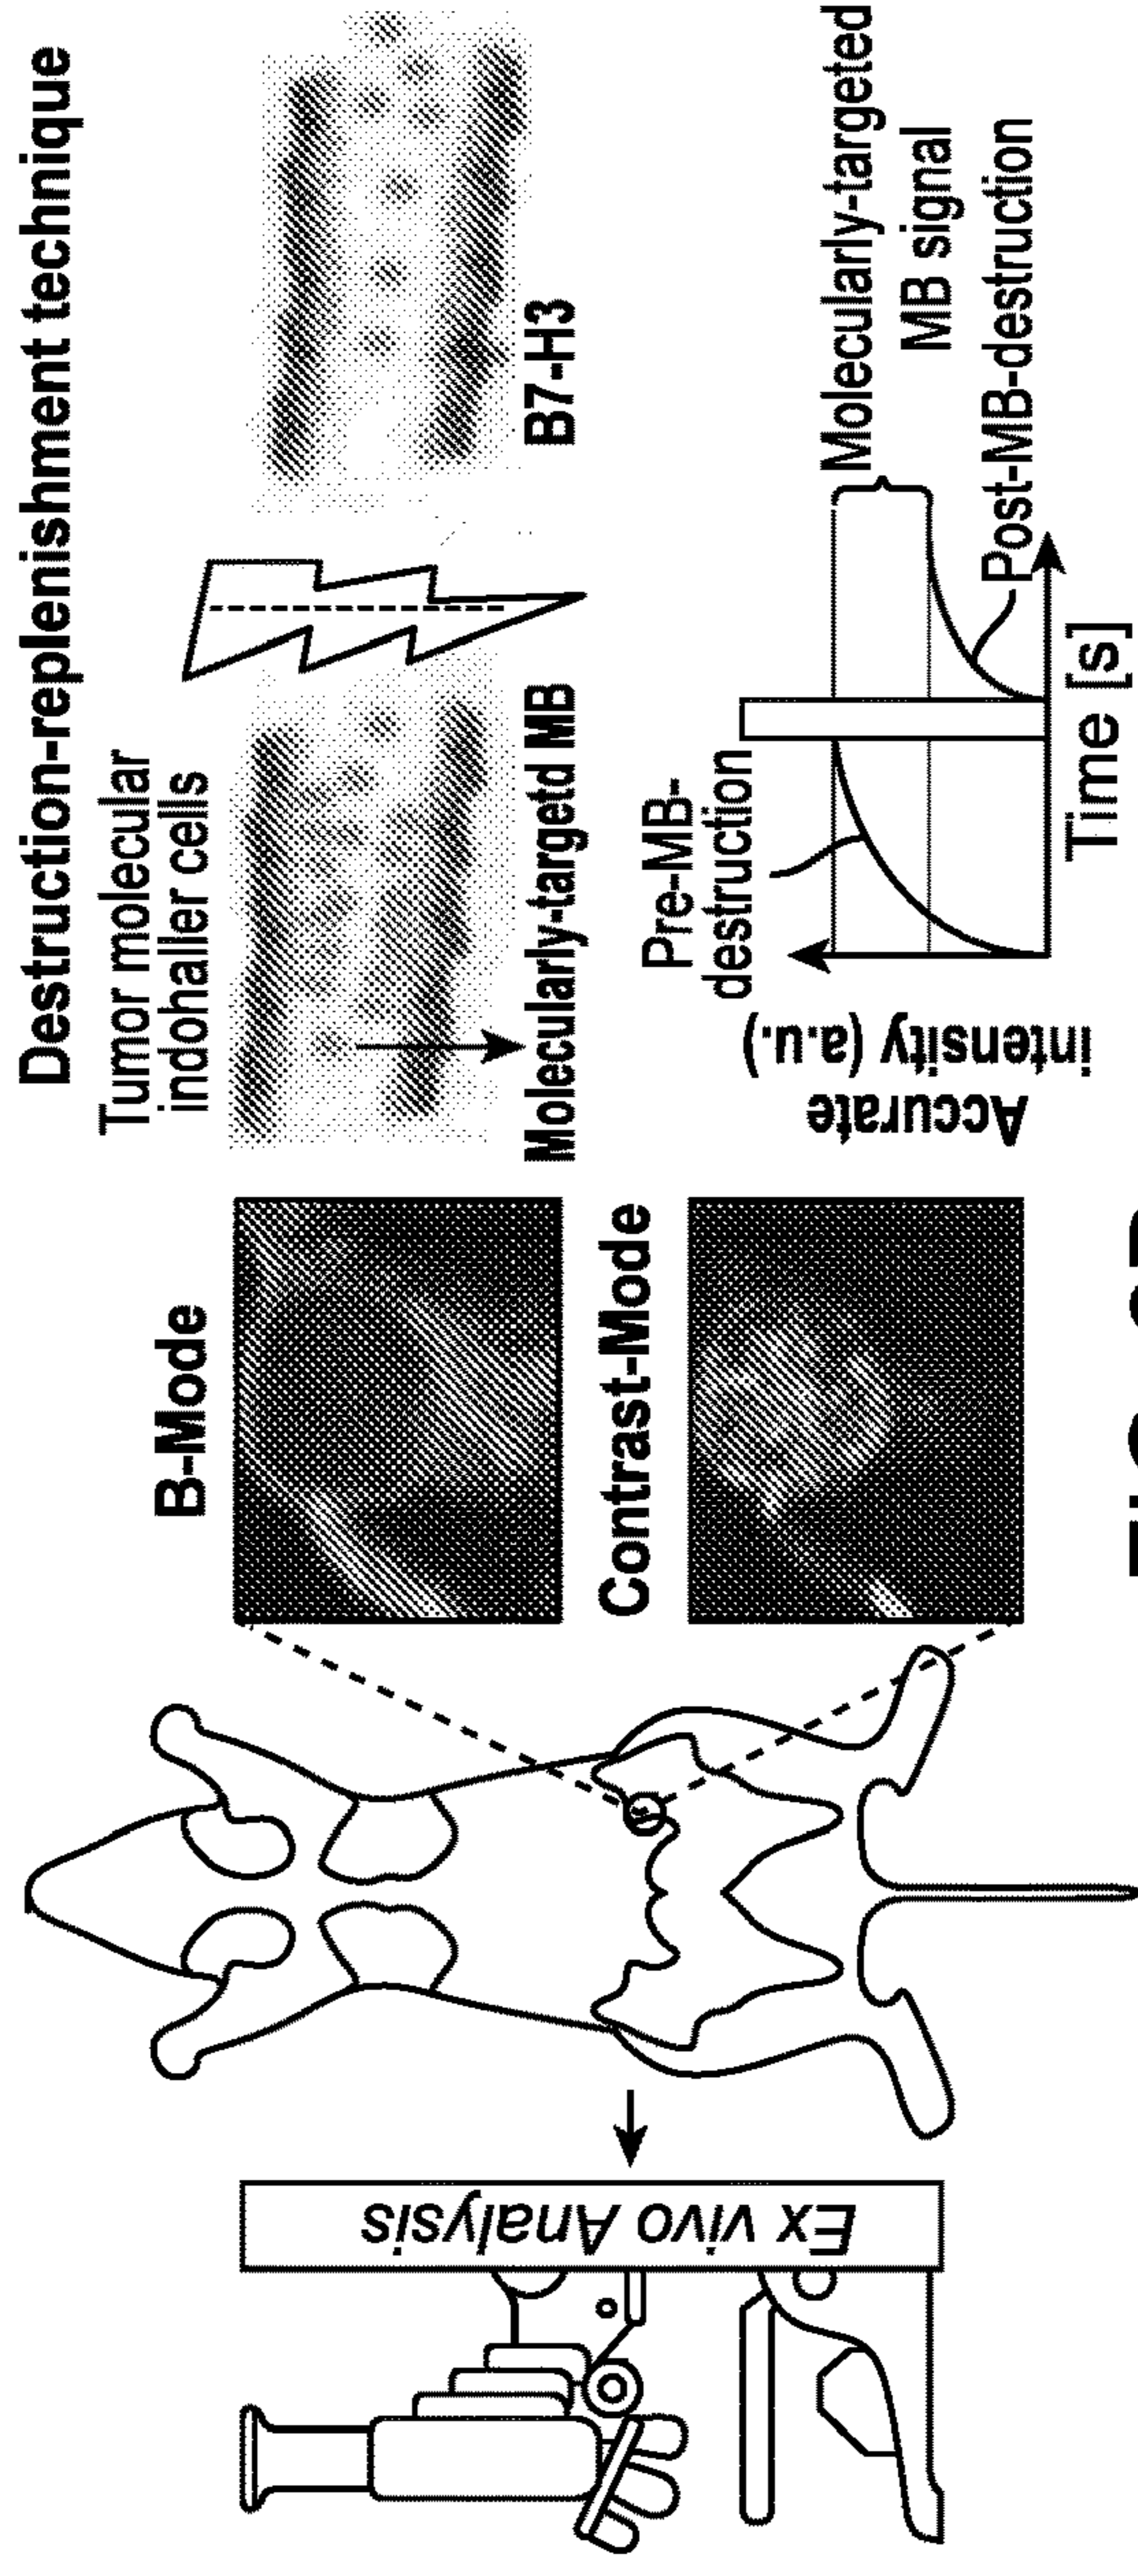 Destruction-replenishment technique
Tumor molecular
indohaller cells
B-Mode
Molecularly-targetd MB
B7-H3
Contrast-Mode
Ex vivo Analysis
Accurate
intensity (a.u.)
Pre-MB-
destruction
Molecularly-targeted
MB signal
Post-MB-destruction
Time [s]